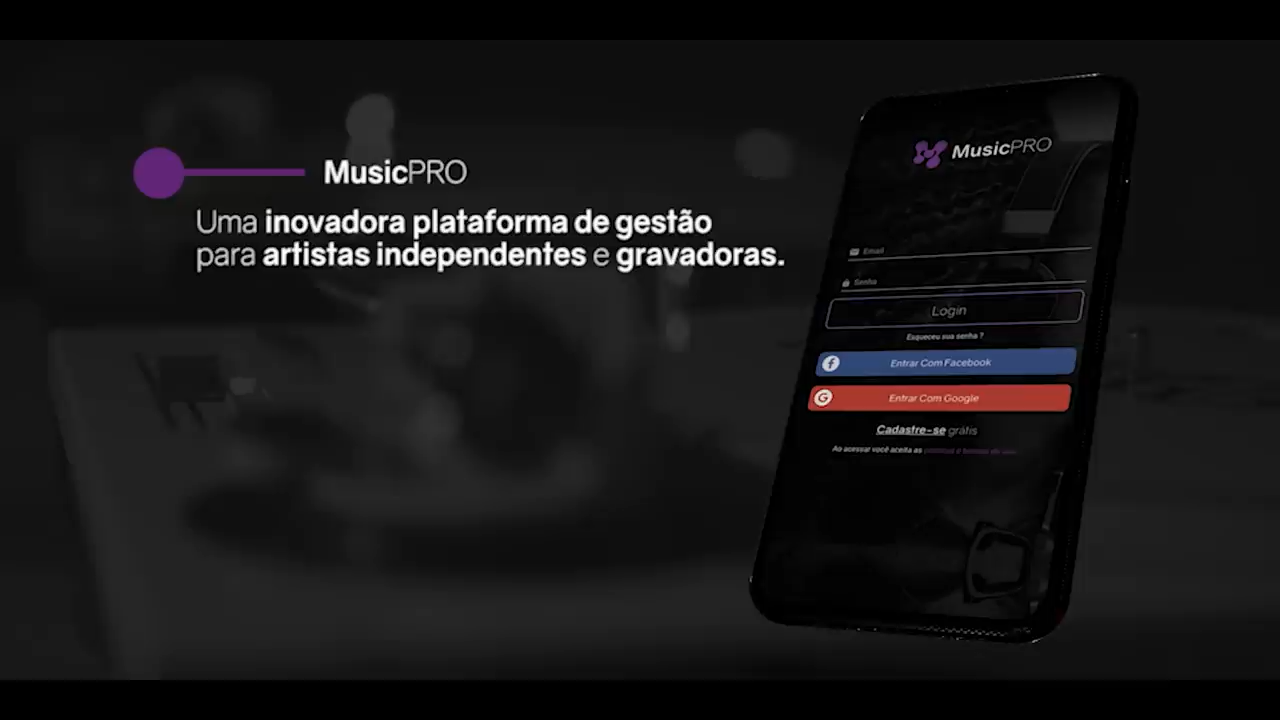 MusicPRO
Uma inovadora plataforma de gestão
para artistas independentes e gravadoras.
MusicPRO
Email
Senha
Login
Esqueceu sua senha ?
Entrar Com Facebook
Entrar Com Google
Cadastre-se grátis
Ao acessar você aceita as